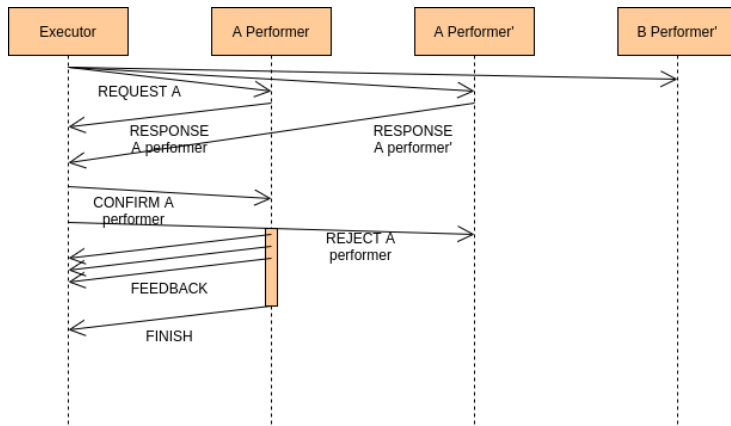 Executor
A Performer
A Performer'
B Performer'
REQUEST A
RESPONSE
A performer
RESPONSE
A performer'
CONFIRM A
performer
REJECT A
performer
FEEDBACK
FINISH